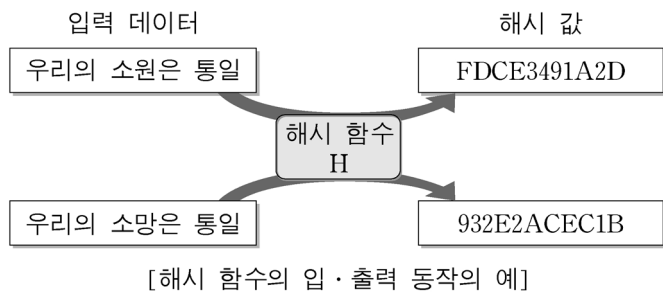 입력 데이터
해시 값
우리의 소원은 통일
FDCE3491A2D
해시 함수
H
우리의 소망은 통일
932E2ACEC1B
[해시 함수의 입·출력 동작의 예]